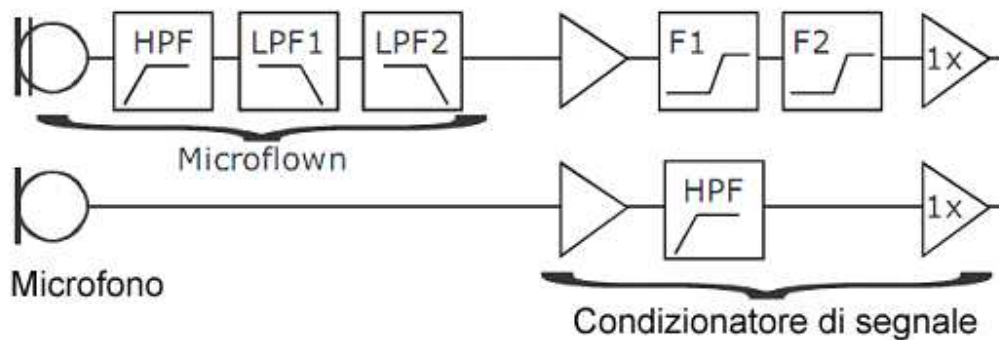 HPF LPF1 LPF2 F1 F2 1x
Microflown
HPF 1x
Microfono
Condizionatore di segnale